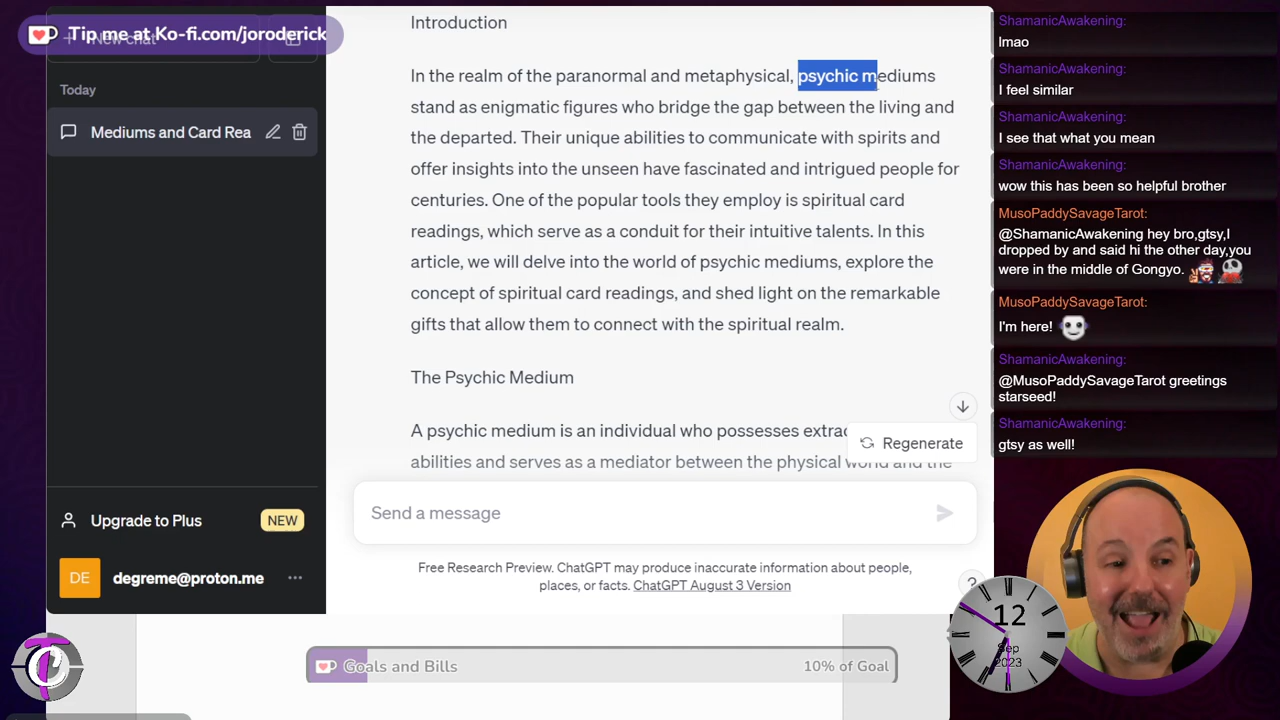 Tip me at Ko-fi.com/joroderick
New chat
Today
Mediums and Card Rea
Upgrade to Plus
NEW
DE
degreme@proton.me
Introduction
In the realm of the paranormal and metaphysical, psychic mediums
stand as enigmatic figures who bridge the gap between the living and
the departed. Their unique abilities to communicate with spirits and
offer insights into the unseen have fascinated and intrigued people for
centuries. One of the popular tools they employ is spiritual card
readings, which serve as a conduit for their intuitive talents. In this
article, we will delve into the world of psychic mediums, explore the
concept of spiritual card readings, and shed light on the remarkable
gifts that allow them to connect with the spiritual realm.
The Psychic Medium
A psychic medium is an individual who possesses extrac
abilities and serves as a mediator between the physical world and the
Regenerate
Send a message
Free Research Preview. ChatGPT may produce inaccurate information about people,
places, or facts. ChatGPT August 3 Version
?
Goals and Bills
10% of Goal
ShamanicAwakening:
lmao
ShamanicAwakening:
I feel similar
ShamanicAwakening:
I see that what you mean
ShamanicAwakening:
wow this has been so helpful brother
MusoPaddySavageTarot:
@ShamanicAwakening hey bro,gtsy,I
dropped by and said hi the other day,you
were in the middle of Gongyo.
MusoPaddySavageTarot:
I'm here!
ShamanicAwakening:
@MusoPaddySavageTarot greetings
starseed!
ShamanicAwakening:
gtsy as well!
12
Sep
2023